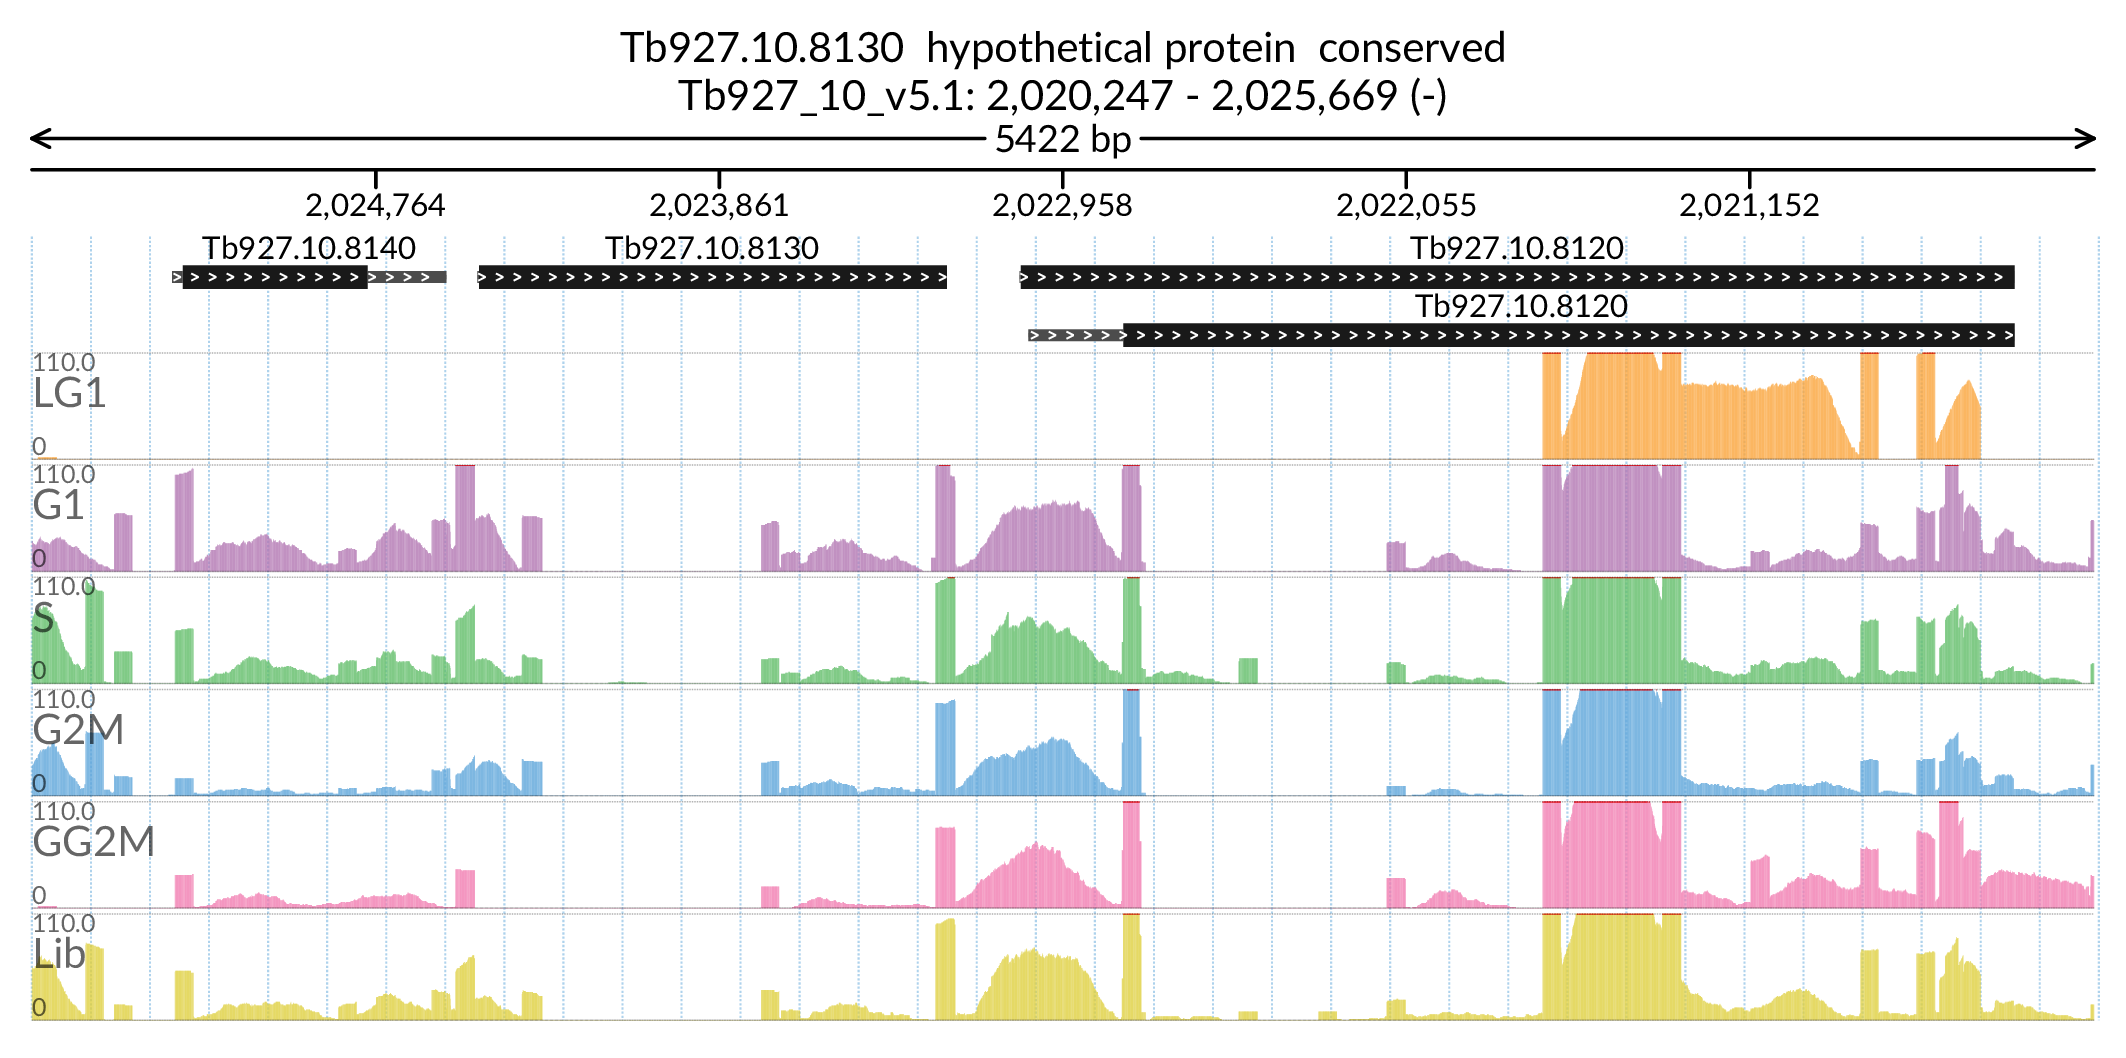 Tb927.10.8130  hypothetical protein  conserved
Tb927_10_v5.1: 2,020,247 - 2,025,669 (-)
5422 bp
2,024,764 2,023,861 2,022,958 2,022,055 2,021,152
Tb927.10.8140 Tb927.10.8130 Tb927.10.8120
Tb927.10.8120
110.0
LG1
0
110.0
G1
0
110.0
S
0
110.0
G2M
0
110.0
GG2M
0
110.0
Lib
0